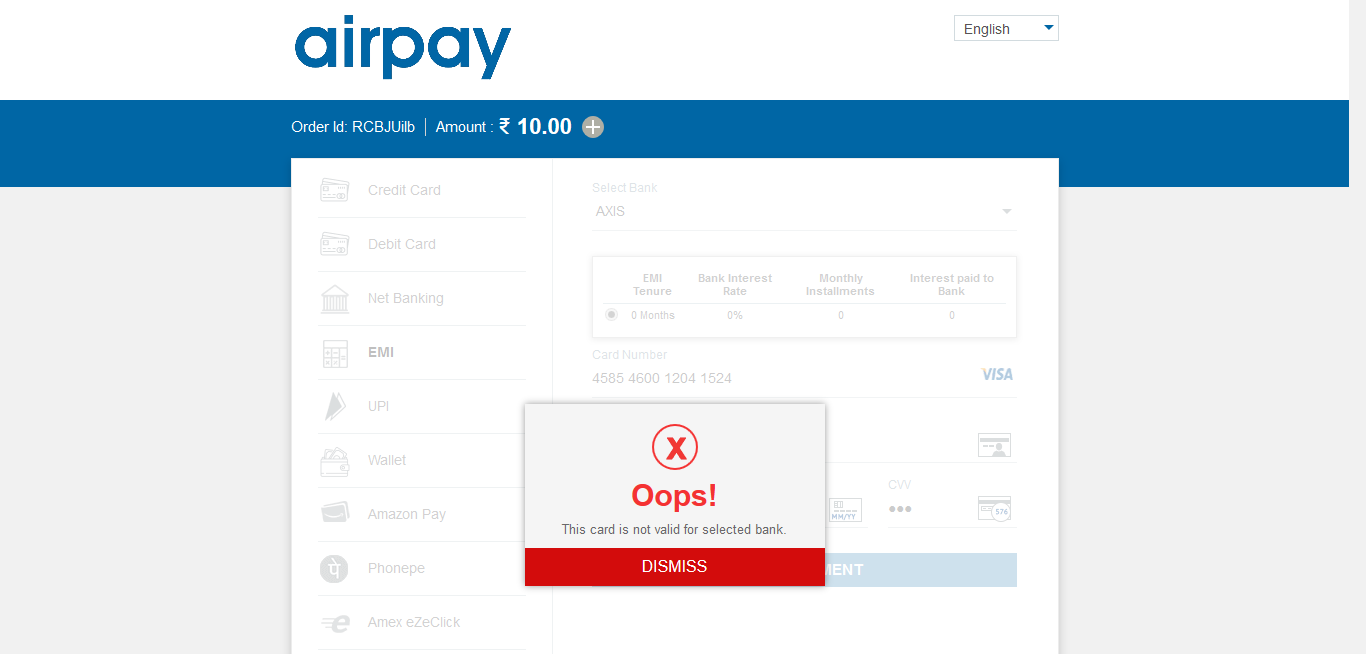 airpay
English
Order Id: RCBJUilb
Amount : ₹ 10.00
Credit Card
Debit Card
Net Banking
EMI
UPI
Wallet
Amazon Pay
Phonepe
Amex eZeClick
Select Bank
AXIS
EMI Tenure
Bank Interest Rate
Monthly Installments
Interest paid to Bank
0 Months 0% 0 0
Card Number
4585 4600 1204 1524
VISA
MM/YY
CVV
576
MENT
X
Oops!
This card is not valid for selected bank.
DISMISS